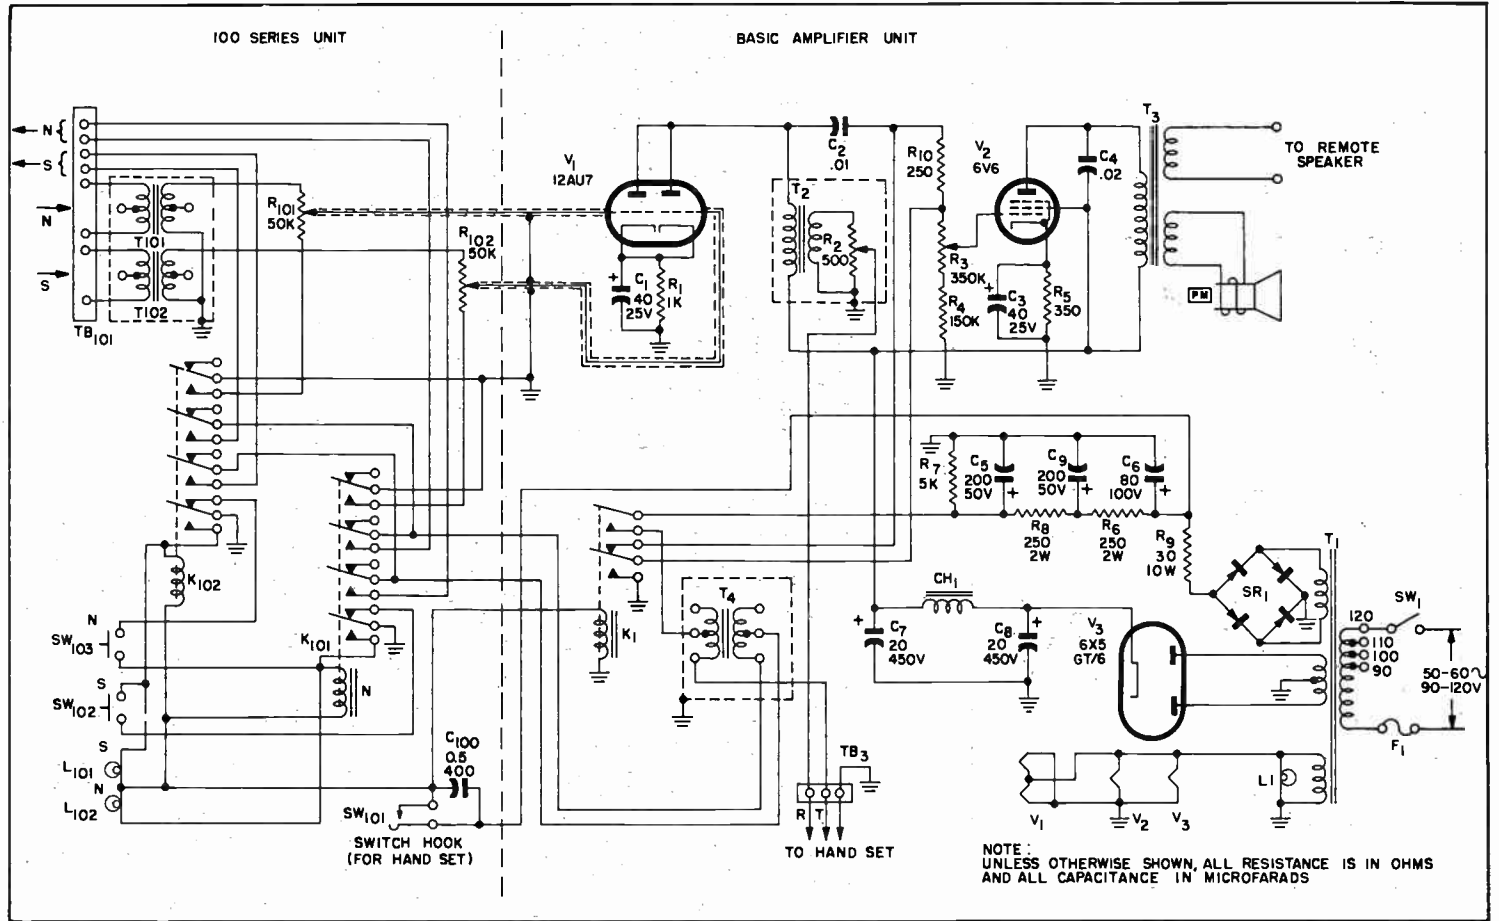 100 SERIES UNIT
BASIC AMPLIFIER UNIT
N
S
N
S
TB101
T101
T102
R101
50K
R102
50K
V1
12AU7
C1
40
25V
R1
1K
C2
.01
T2
R2
500
R10
250
R3
350K
R4
150K
V2
6V6
C3
40
25V
R5
350
C4
.02
T3
TO REMOTE
SPEAKER
PM
K102
N
SW103
S
SW102
S
L101
N
L102
K101
N
C100
0.5
400
SW101
SWITCH HOOK
(FOR HAND SET)
K1
T4
R7
5K
C5
200
50V
C9
200
50V
C6
80
100V
R8
250
2W
R6
250
2W
R9
30
10W
SR1
T1
CH1
C7
20
450V
C8
20
450V
V3
6X5
GT/6
120
110
100
90
SW1
50-60~
90-120V
F1
TB3
R T
TO HAND SET
V1
V2
V3
L1
NOTE:
UNLESS OTHERWISE SHOWN, ALL RESISTANCE IS IN OHMS
AND ALL CAPACITANCE IN MICROFARADS